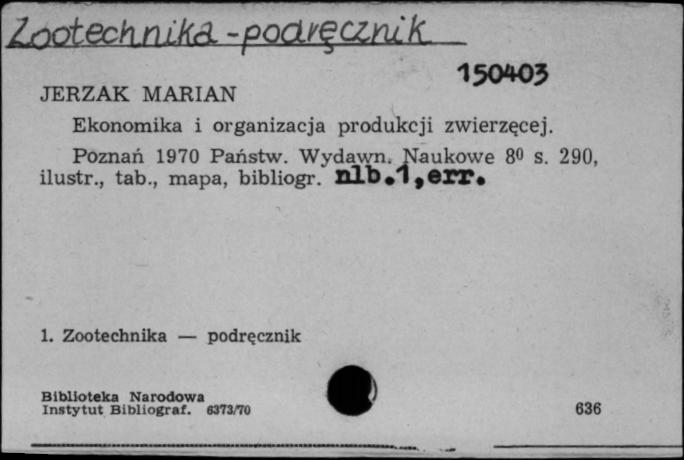 Zootechnika - podręcznik
150403
JERZAK MARIAN
Ekonomika i organizacja produkcji zwierzęcej.
Poznań 1970 Państw. Wydawn. Naukowe 8⁰ s. 290,
ilustr., tab., mapa, bibliogr. nlb.1,err.
1. Zootechnika — podręcznik
Biblioteka Narodowa
Instytut Bibliograf. 6373/70
636